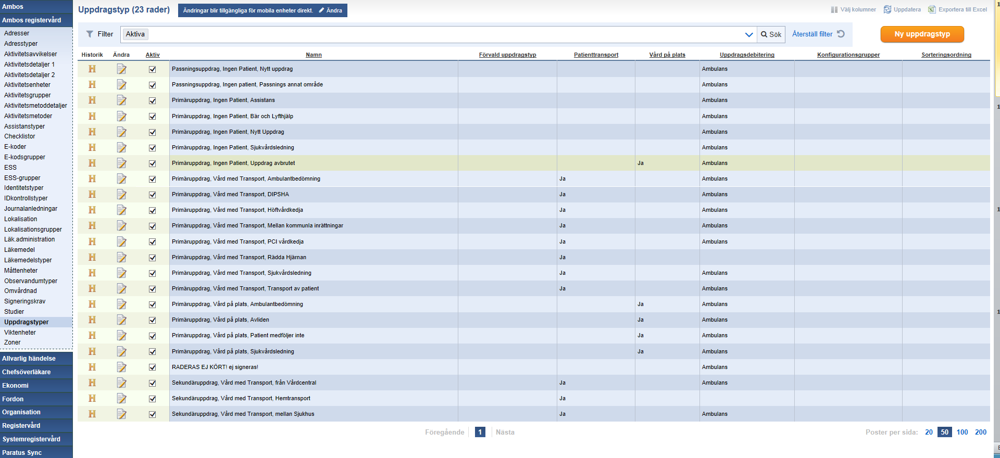 Ambos
Ambos registervård
Adresser
Adresstyper
Aktivitetsavvikelser
Aktivitetsdetaljer 1
Aktivitetsdetaljer 2
Aktivitetsenheter
Aktivitetsgrupper
Aktivitetsmetoddetaljer
Aktivitetsmetoder
Assistanstyper
Checklistor
E-koder
E-kodsgrupper
ESS
ESS-grupper
Identitetstyper
IDkontrollstyper
Journalanledningar
Lokalisation
Lokalisationsgrupper
Läk.administration
Läkemedel
Läkemedelstyper
Måttenheter
Observandumtyper
Omvårdnad
Signeringskrav
Studier
Uppdragstyper
Viktenheter
Zoner
Allvarlig händelse
Chefsöverläkare
Ekonomi
Fordon
Organisation
Registervård
Systemregistervård
Paratus Sync
Uppdragstyp (23 rader) Ändringar blir tillgängliga för mobila enheter direkt. Ändra Välj kolumner Uppdatera Exportera till Excel
Filter Aktiva Sök Återställ filter Ny uppdragstyp
Historik Ändra Aktiv Namn Förvald uppdragstyp Patienttransport Vård på plats Uppdragsdebitering Konfigurationsgrupper Sorteringsordning
H Passningsuppdrag, Ingen Patient, Nytt uppdrag Ambulans
H Passningsuppdrag, Ingen patient, Passnings annat område Ambulans
H Primäruppdrag, Ingen Patient, Assistans Ambulans
H Primäruppdrag, Ingen Patient, Bär och Lyfthjälp Ambulans
H Primäruppdrag, Ingen Patient, Nytt Uppdrag Ambulans
H Primäruppdrag, Ingen Patient, Sjukvårdsledning Ambulans
H Primäruppdrag, Ingen Patient, Uppdrag avbrutet Ja Ambulans
H Primäruppdrag, Vård med Transport, Ambulantbedömning Ja Ambulans
H Primäruppdrag, Vård med Transport, DIPSHA Ja Ambulans
H Primäruppdrag, Vård med Transport, Höftvårdkedja Ja Ambulans
H Primäruppdrag, Vård med Transport, Mellan kommunla inrättningar Ja Ambulans
H Primäruppdrag, Vård med Transport, PCI vårdkedja Ja Ambulans
H Primäruppdrag, Vård med Transport, Rädda Hjärnan Ja
H Primäruppdrag, Vård med Transport, Sjukvårdsledning Ja Ambulans
H Primäruppdrag, Vård med Transport, Transport av patient Ja Ambulans
H Primäruppdrag, Vård på plats, Ambulantbedömning Ja Ambulans
H Primäruppdrag, Vård på plats, Avliden Ja Ambulans
H Primäruppdrag, Vård på plats, Patient medföljer inte Ja Ambulans
H Primäruppdrag, Vård på plats, Sjukvårdsledning Ja Ambulans
H RADERAS EJ KÖRT! ej signeras! Ambulans
H Sekundäruppdrag, Vård med Transport, från Vårdcentral Ja Ambulans
H Sekundäruppdrag, Vård med Transport, Hemtransport Ja
H Sekundäruppdrag, Vård med Transport, mellan Sjukhus Ja Ambulans
Föregående 1 Nästa Poster per sida: 20 50 100 200